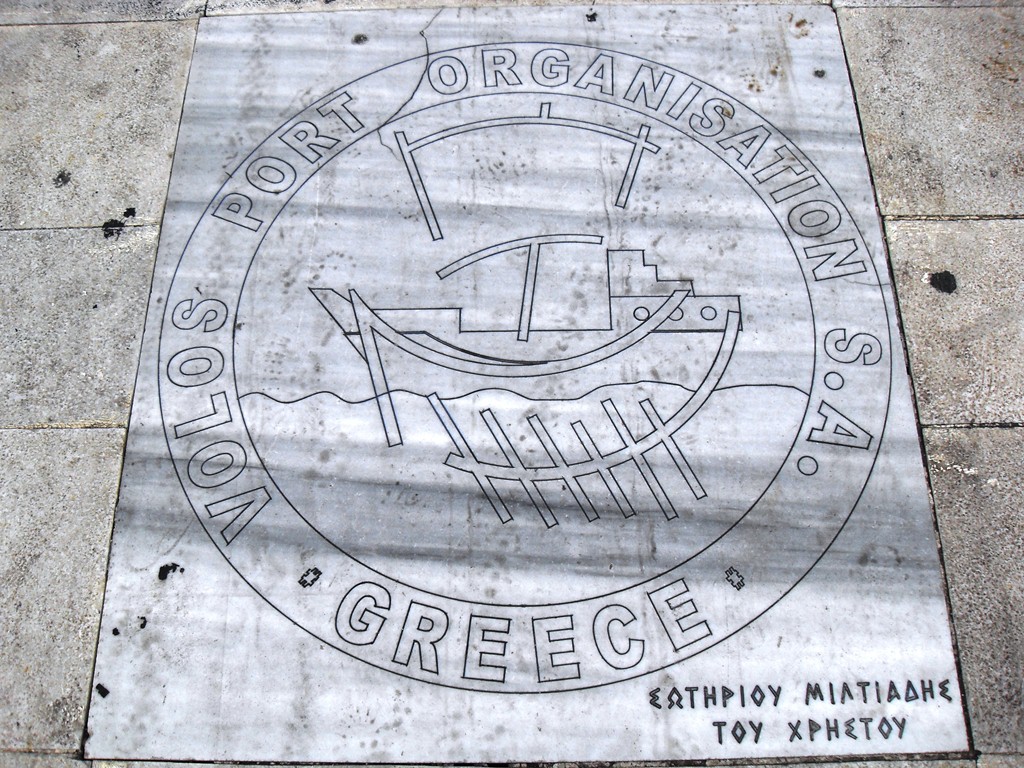 VOLOS PORT ORGANISATION S.A.
GREECE
ΣΩΤΗΡΙΟΥ ΜΙΛΤΙΑΔΗΣ
ΤΟΥ ΧΡΗΣΤΟΥ